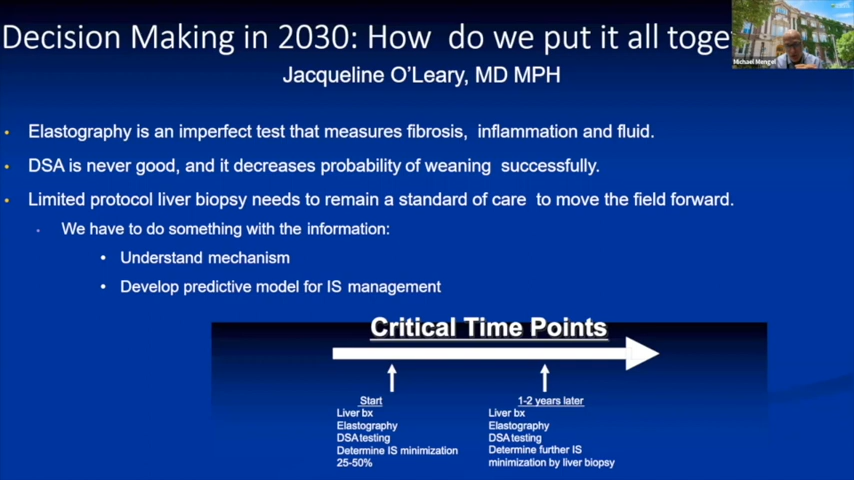 Decision Making in 2030: How do we put it all toge
Michael Mengel
Jacqueline O'Leary, MD MPH
• Elastography is an imperfect test that measures fibrosis, inflammation and fluid.
• DSA is never good, and it decreases probability of weaning successfully.
• Limited protocol liver biopsy needs to remain a standard of care to move the field forward.
• We have to do something with the information:
• Understand mechanism
• Develop predictive model for IS management
Critical Time Points
Start
Liver bx
Elastography
DSA testing
Determine IS minimization
25-50%
1-2 years later
Liver bx
Elastography
DSA testing
Determine further IS
minimization by liver biopsy